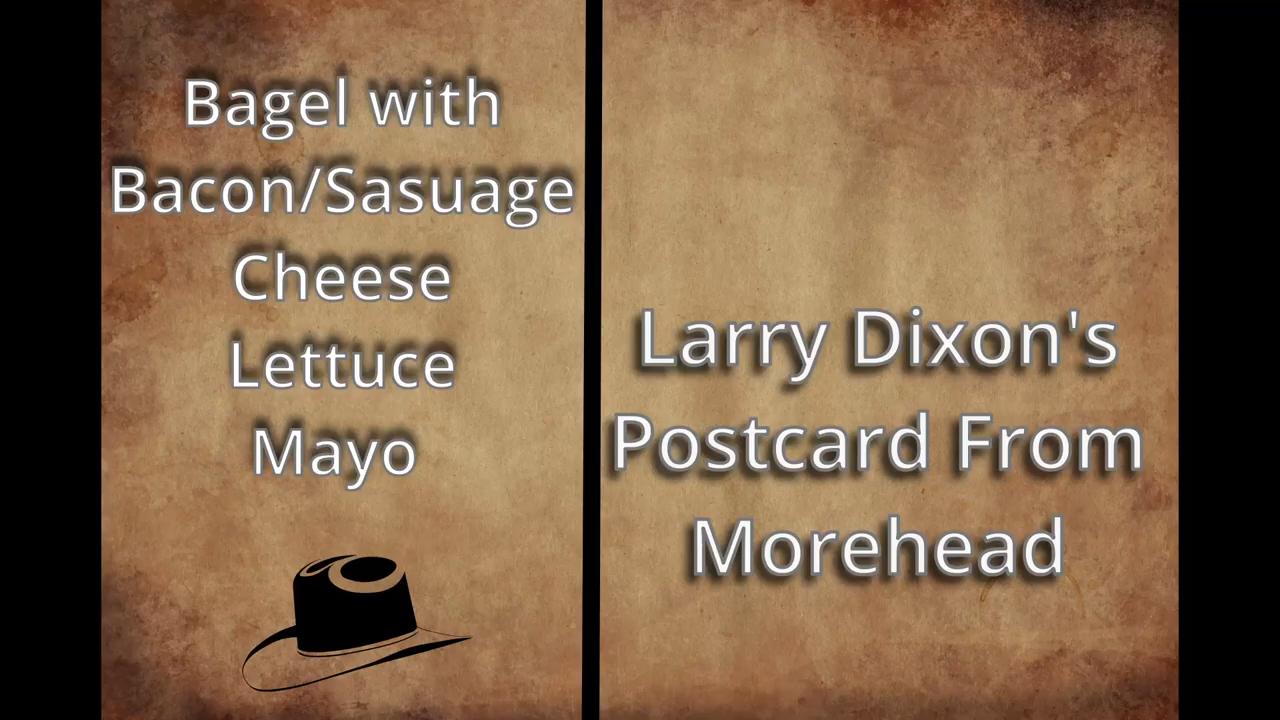 Bagel with
Bacon/Sasuage
Cheese
Lettuce
Mayo
Larry Dixon's
Postcard From
Morehead